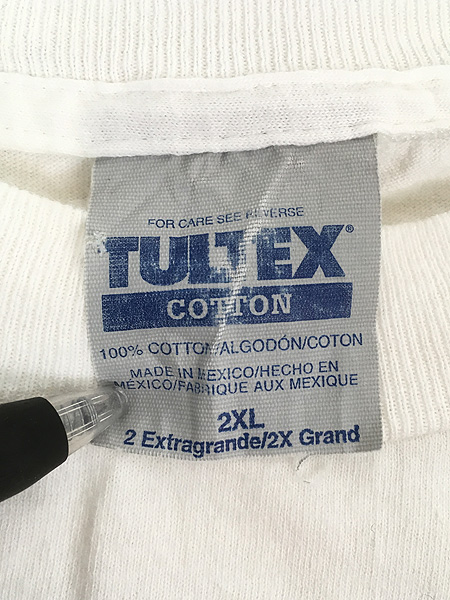 FOR CARE SEE REVERSE
TULTEX®
COTTON
100% COTTON/ALGODÓN/COTON
MADE IN MEXICO/HECHO EN
MÉXICO/FABRIQUE AUX MEXIQUE
2XL
2 Extragrande/2X Grand